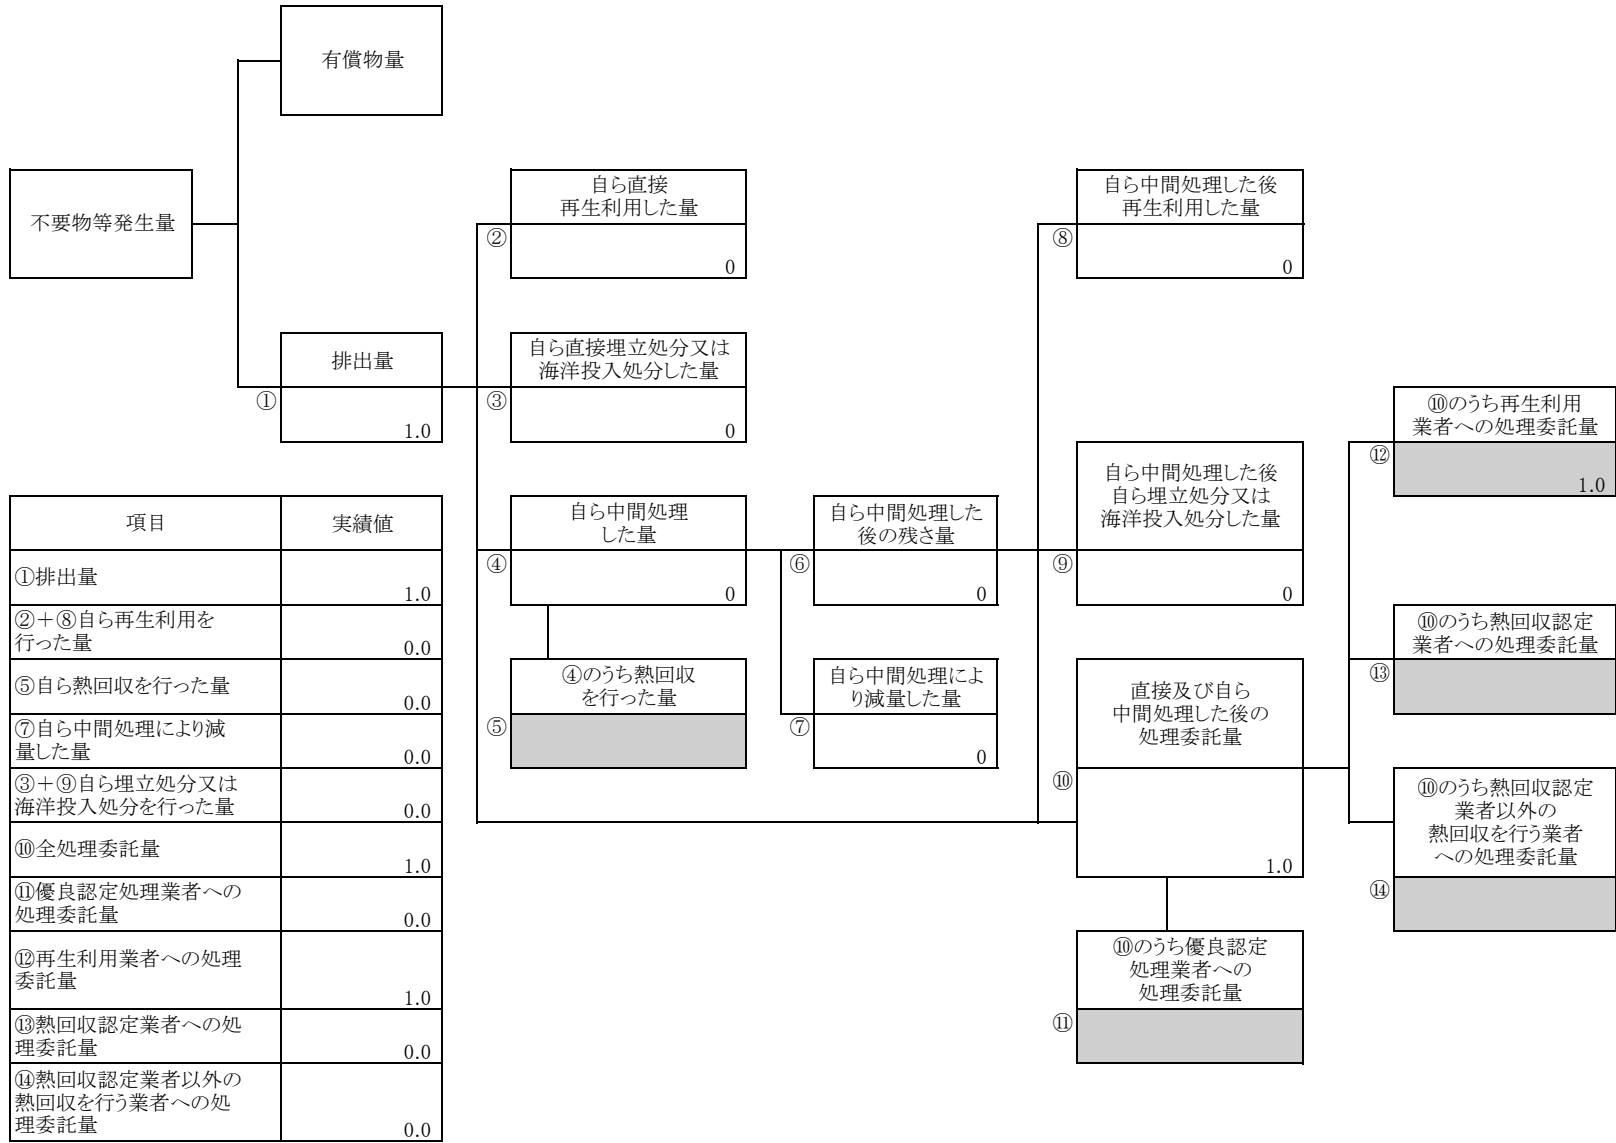 有償物量
不要物等発生量
排出量
①
1.0
自ら直接
再生利用した量
②
0
自ら直接埋立処分又は
海洋投入処分した量
③
0
自ら中間処理
した量
④
0
④のうち熱回収
を行った量
⑤
自ら中間処理した
後の残さ量
⑥
0
自ら中間処理によ
り減量した量
⑦
0
自ら中間処理した後
再生利用した量
⑧
0
自ら中間処理した後
自ら埋立処分又は
海洋投入処分した量
⑨
0
直接及び自ら
中間処理した後の
処理委託量
⑩
1.0
⑩のうち優良認定
処理業者への
処理委託量
⑪
⑩のうち再生利用
業者への処理委託量
⑫
1.0
⑩のうち熱回収認定
業者への処理委託量
⑬
⑩のうち熱回収認定
業者以外の
熱回収を行う業者
への処理委託量
⑭
項目 実績値
①排出量
1.0
②＋⑧自ら再生利用を
行った量
0.0
⑤自ら熱回収を行った量
0.0
⑦自ら中間処理により減
量した量
0.0
③＋⑨自ら埋立処分又は
海洋投入処分を行った量
0.0
⑩全処理委託量
1.0
⑪優良認定処理業者への
処理委託量
0.0
⑫再生利用業者への処理
委託量
1.0
⑬熱回収認定業者への処
理委託量
0.0
⑭熱回収認定業者以外の
熱回収を行う業者への処
理委託量
0.0